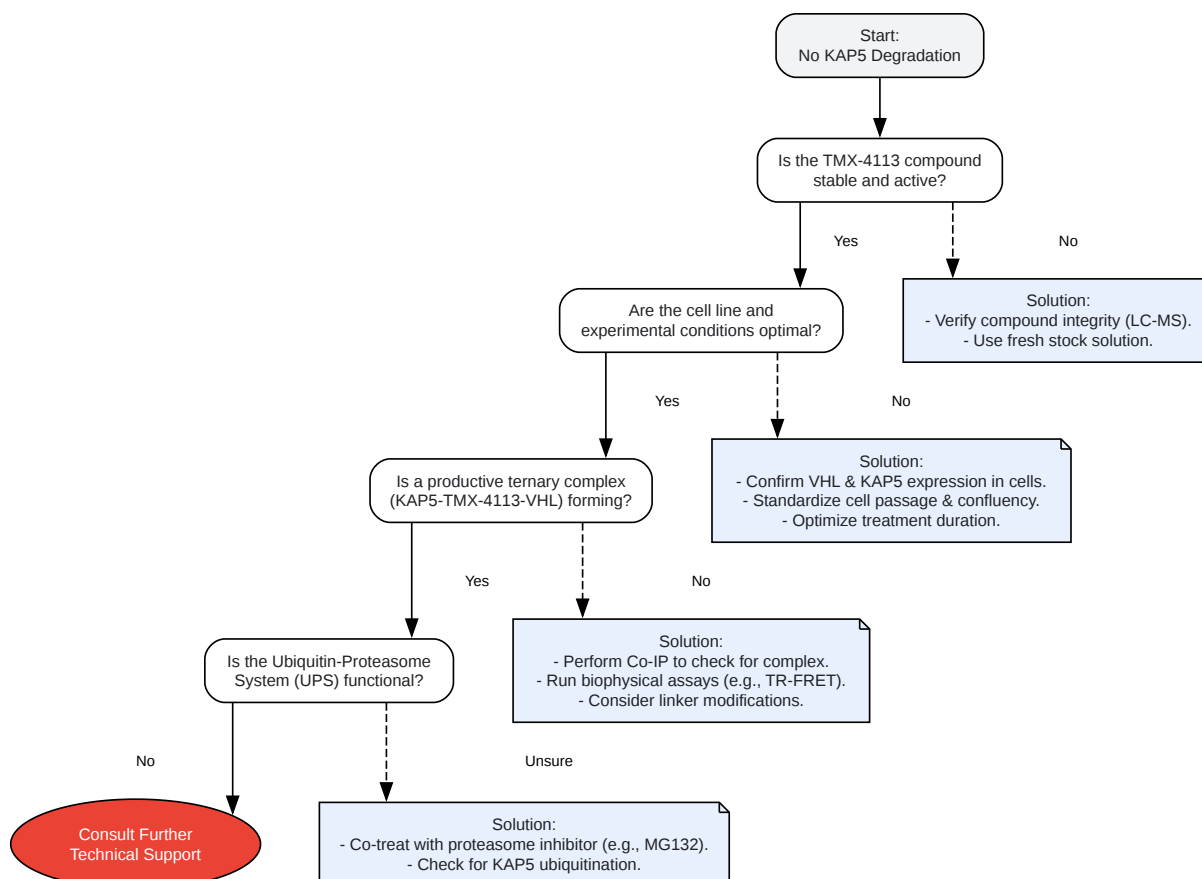 Start:
No KAP5 Degradation
Is the TMX-4113 compound
stable and active?
Yes
No
Are the cell line and
experimental conditions optimal?
Solution:
- Verify compound integrity (LC-MS).
- Use fresh stock solution.
Yes
No
Is a productive ternary complex
(KAP5-TMX-4113-VHL) forming?
Solution:
- Confirm VHL & KAP5 expression in cells.
- Standardize cell passage & confluency.
- Optimize treatment duration.
Yes
No
Is the Ubiquitin-Proteasome
System (UPS) functional?
Solution:
- Perform Co-IP to check for complex.
- Run biophysical assays (e.g., TR-FRET).
- Consider linker modifications.
No
Unsure
Consult Further
Technical Support
Solution:
- Co-treat with proteasome inhibitor (e.g., MG132).
- Check for KAP5 ubiquitination.